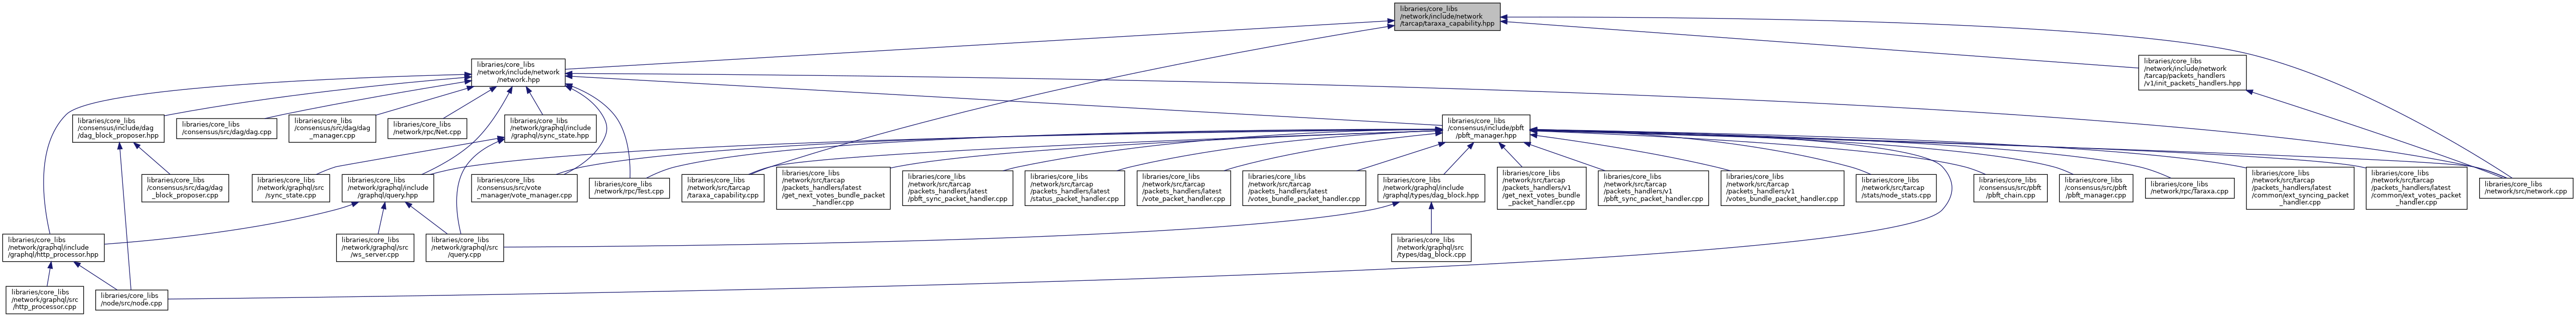 libraries/core_libs
/network/include/network
/tarcap/taraxa_capability.hpp
libraries/core_libs
/network/include/network
/network.hpp
libraries/core_libs
/network/include/network
/tarcap/packets_handlers
/v1/init_packets_handlers.hpp
libraries/core_libs
/consensus/include/dag
/dag_block_proposer.hpp
libraries/core_libs
/consensus/src/dag/dag.cpp
libraries/core_libs
/consensus/src/dag/dag
_manager.cpp
libraries/core_libs
/network/rpc/Net.cpp
libraries/core_libs
/network/graphql/include
/graphql/sync_state.hpp
libraries/core_libs
/consensus/include/pbft
/pbft_manager.hpp
libraries/core_libs
/consensus/src/dag/dag
_block_proposer.cpp
libraries/core_libs
/network/graphql/src
/sync_state.cpp
libraries/core_libs
/network/graphql/include
/graphql/query.hpp
libraries/core_libs
/consensus/src/vote
_manager/vote_manager.cpp
libraries/core_libs
/network/rpc/Test.cpp
libraries/core_libs
/network/src/tarcap
/taraxa_capability.cpp
libraries/core_libs
/network/src/tarcap
/packets_handlers/latest
/get_next_votes_bundle_packet
_handler.cpp
libraries/core_libs
/network/src/tarcap
/packets_handlers/latest
/pbft_sync_packet_handler.cpp
libraries/core_libs
/network/src/tarcap
/packets_handlers/latest
/status_packet_handler.cpp
libraries/core_libs
/network/src/tarcap
/packets_handlers/latest
/vote_packet_handler.cpp
libraries/core_libs
/network/src/tarcap
/packets_handlers/latest
/votes_bundle_packet_handler.cpp
libraries/core_libs
/network/graphql/include
/graphql/types/dag_block.hpp
libraries/core_libs
/network/src/tarcap
/packets_handlers/v1
/get_next_votes_bundle
_packet_handler.cpp
libraries/core_libs
/network/src/tarcap
/packets_handlers/v1
/pbft_sync_packet_handler.cpp
libraries/core_libs
/network/src/tarcap
/packets_handlers/v1
/votes_bundle_packet_handler.cpp
libraries/core_libs
/network/src/tarcap
/stats/node_stats.cpp
libraries/core_libs
/consensus/src/pbft
/pbft_chain.cpp
libraries/core_libs
/consensus/src/pbft
/pbft_manager.cpp
libraries/core_libs
/network/rpc/Taraxa.cpp
libraries/core_libs
/network/src/tarcap
/packets_handlers/latest
/common/ext_syncing_packet
_handler.cpp
libraries/core_libs
/network/src/tarcap
/packets_handlers/latest
/common/ext_votes_packet
_handler.cpp
libraries/core_libs
/network/src/network.cpp
libraries/core_libs
/network/graphql/include
/graphql/http_processor.hpp
libraries/core_libs
/network/graphql/src
/ws_server.cpp
libraries/core_libs
/network/graphql/src
/query.cpp
libraries/core_libs
/network/graphql/src
/types/dag_block.cpp
libraries/core_libs
/network/graphql/src
/http_processor.cpp
libraries/core_libs
/node/src/node.cpp